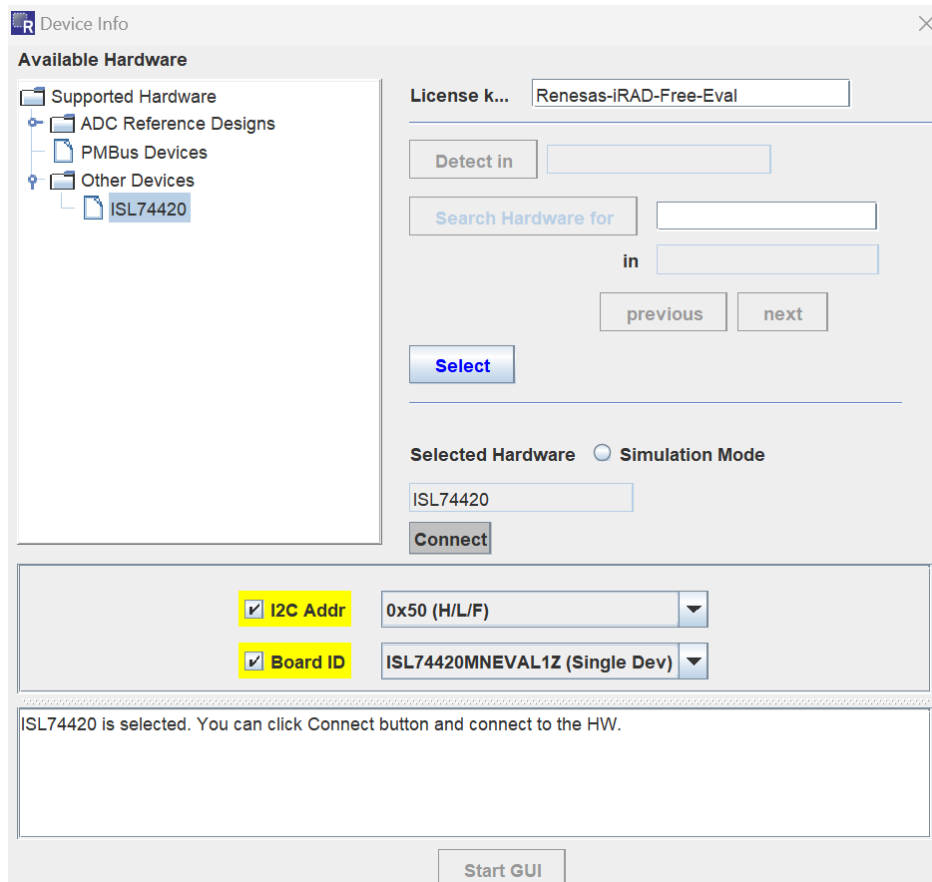 Device Info
Available Hardware
Supported Hardware
ADC Reference Designs
PMBus Devices
Other Devices
ISL74420
License k... Renesas-iRAD-Free-Eval
Detect in
Search Hardware for
in
previous next
Select
Selected Hardware Simulation Mode
ISL74420
Connect
I2C Addr 0x50 (H/L/F)
Board ID ISL74420MNEVAL1Z (Single Dev)
ISL74420 is selected. You can click Connect button and connect to the HW.
Start GUI